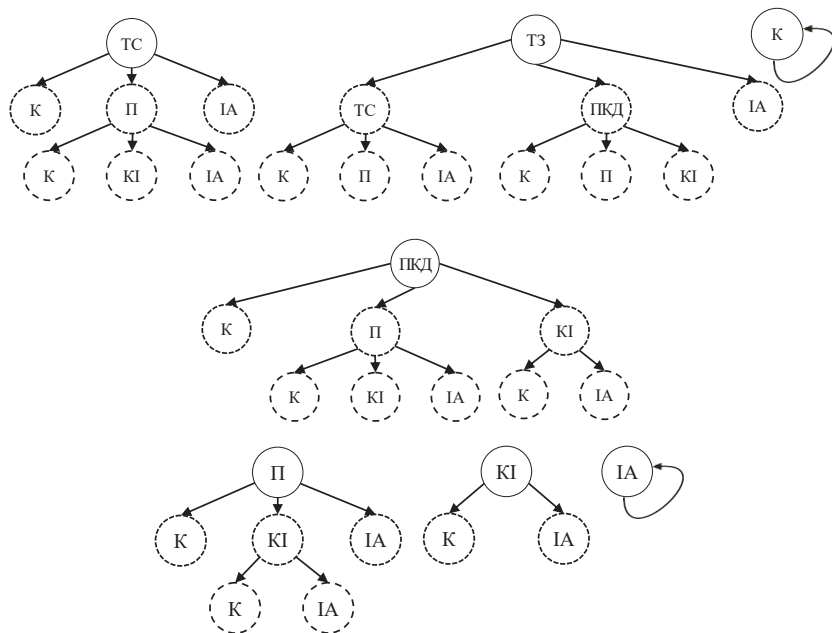 ТС ТЗ К
К П ІА ТС ПКД ІА
К КІ ІА К П ІА К П КІ
ПКД
К П КІ
К КІ ІА К ІА
П КІ ІА
К КІ ІА К ІА
К ІА